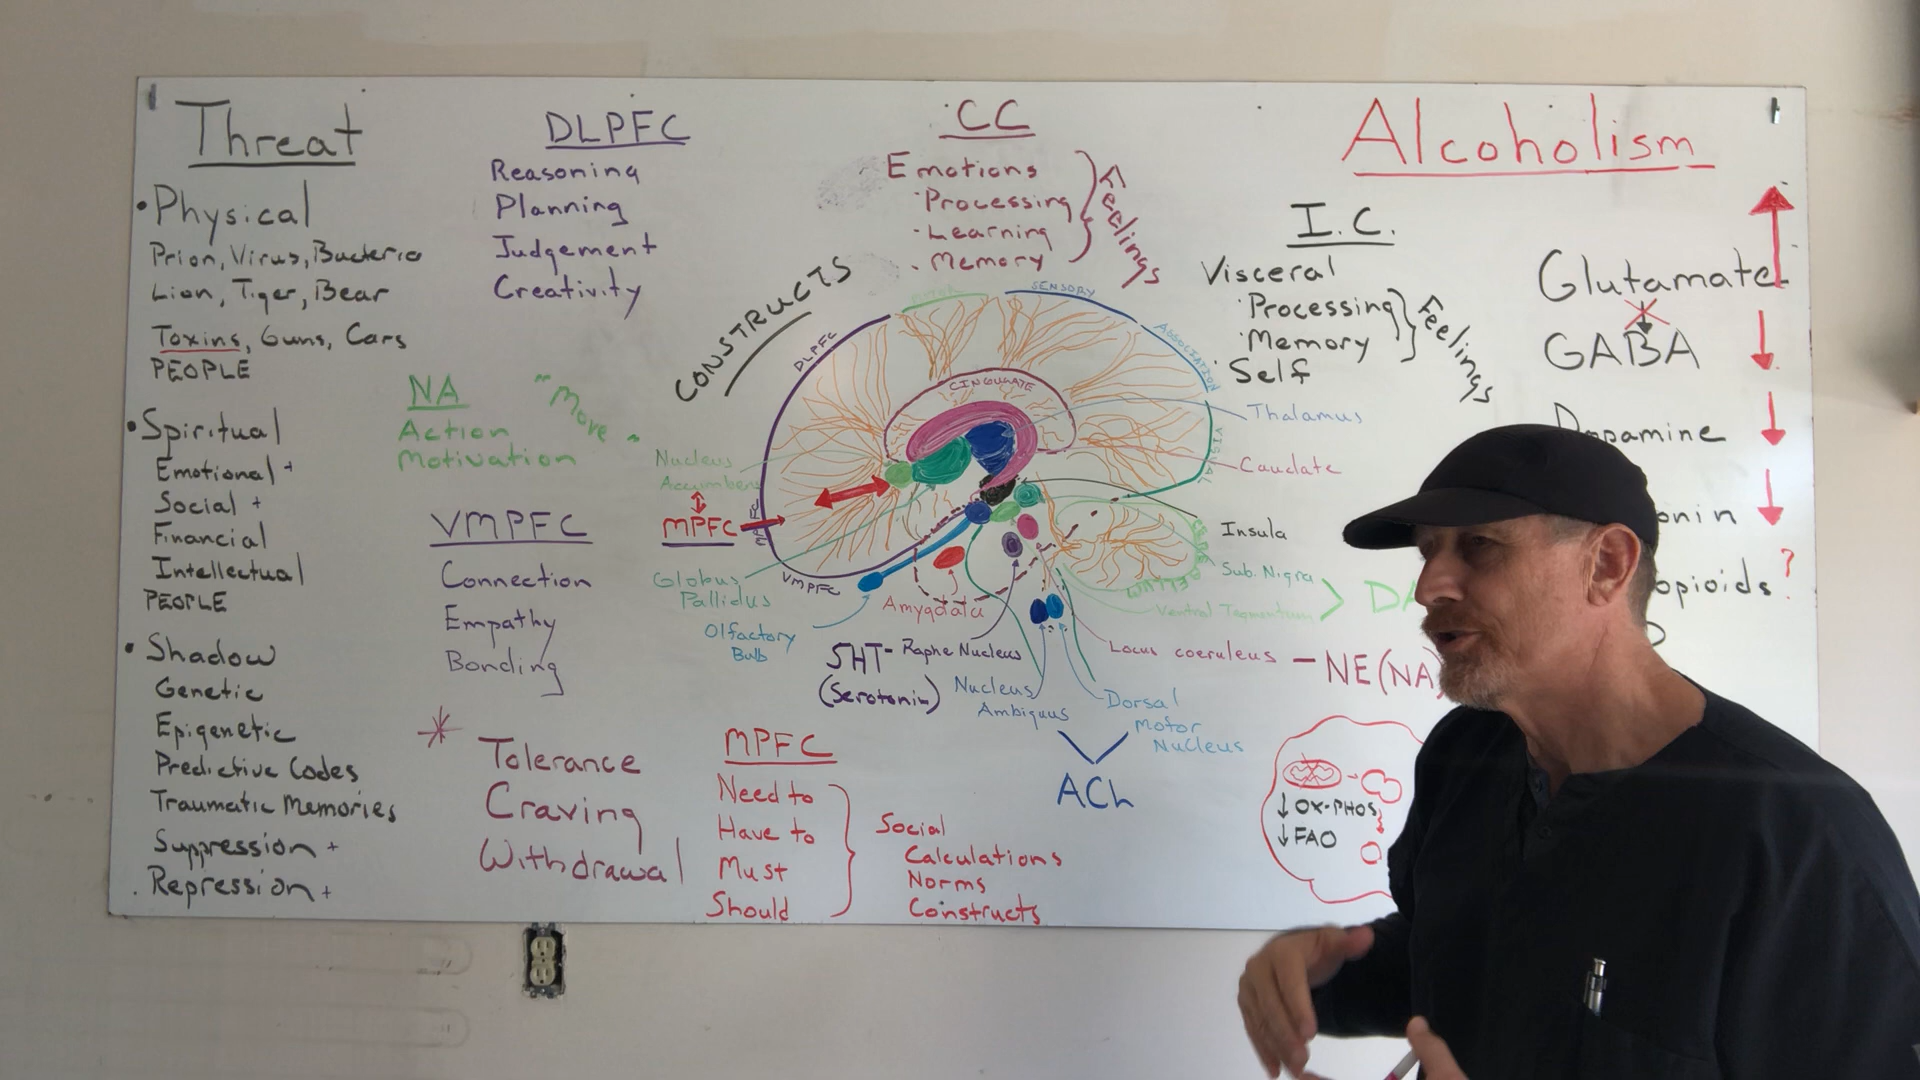 Threat
• Physical
Prion, Virus, Bacteria
Lion, Tiger, Bear
Toxins, Guns, Cars
PEOPLE
• Spiritual
Emotional +
Social +
Financial
Intellectual
PEOPLE
• Shadow
Genetic
Epigenetic
Predictive Codes
Traumatic Memories
Suppression +
Repression +
DLPFC
Reasoning
Planning
Judgement
Creativity
NA
Action
Motivation
"Move"
VMPFC
Connection
Empathy
Bonding
* Tolerance
Craving
Withdrawal
CC
Emotions
· Processing
· Learning
· Memory
Feelings
CONSTRUCTS
DLPFC
SENSORY
ASSOCIATION
VISUAL
CINGULATE
Nucleus
Accumbens
MPFC
MPFC
VMPFC
Globus
Pallidus
Olfactory
Bulb
Amygdala
5HT - Raphe Nucleus
(Serotonin)
Nucleus
Ambiguus
Dorsal
Motor
Nucleus
ACh
Thalamus
Caudate
Insula
Sub. Nigra
Ventral Tegmentum
Locus coeruleus - NE(NA)
MPFC
Need to
Have to
Must
Should
Social
Calculations
Norms
Constructs
I.C.
Visceral
· Processing
· Memory
· Self
Feelings
Alcoholism
Glutamate
GABA
Dopamine
onin
opioids ?
↓ OX-PHOS
↓ FAO